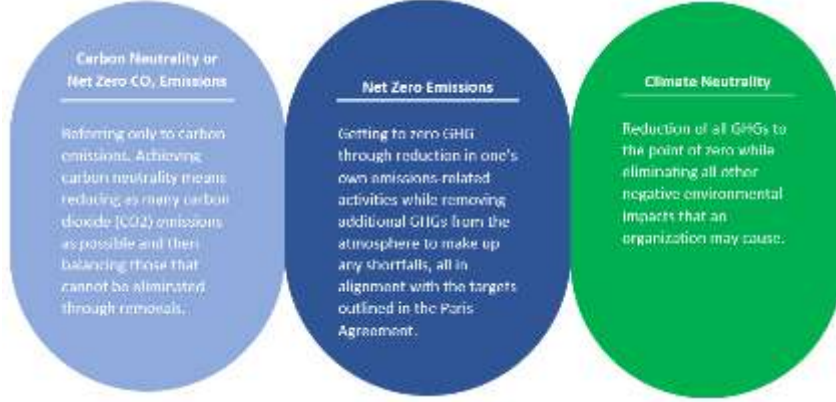 Carbon Neutrality or
Net Zero CO₂ Emissions
Referring only to carbon
emissions. Achieving
carbon neutrality means
reducing as many carbon
dioxide (CO2) emissions
as possible and then
balancing those that
cannot be eliminated
through removals.
Net Zero Emissions
Getting to zero GHG
through reduction in one's
own emissions-related
activities while removing
additional GHGs from the
atmosphere to make up
any shortfalls, all in
alignment with the targets
outlined in the Paris
Agreement.
Climate Neutrality
Reduction of all GHGs to
the point of zero while
eliminating all other
negative environmental
impacts that an
organization may cause.